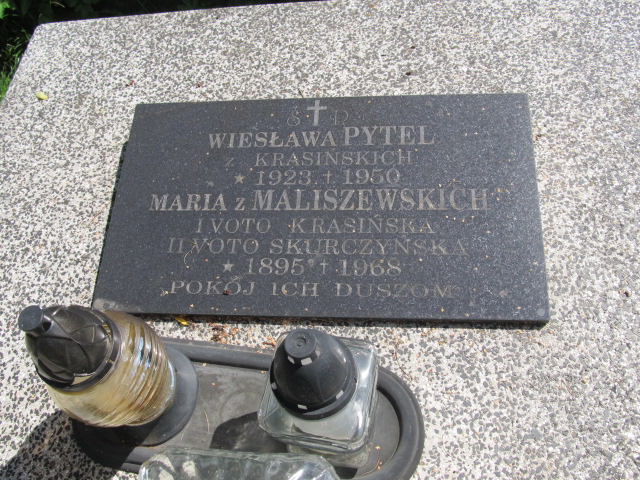 Ś P
WIESŁAWA PYTEL
z KRASIŃSKICH
★ 1923 † 1950
MARIA z MALISZEWSKICH
I VOTO KRASIŃSKA
II VOTO SKURCZYŃSKA
★ 1895 † 1968
POKÓJ ICH DUSZOM